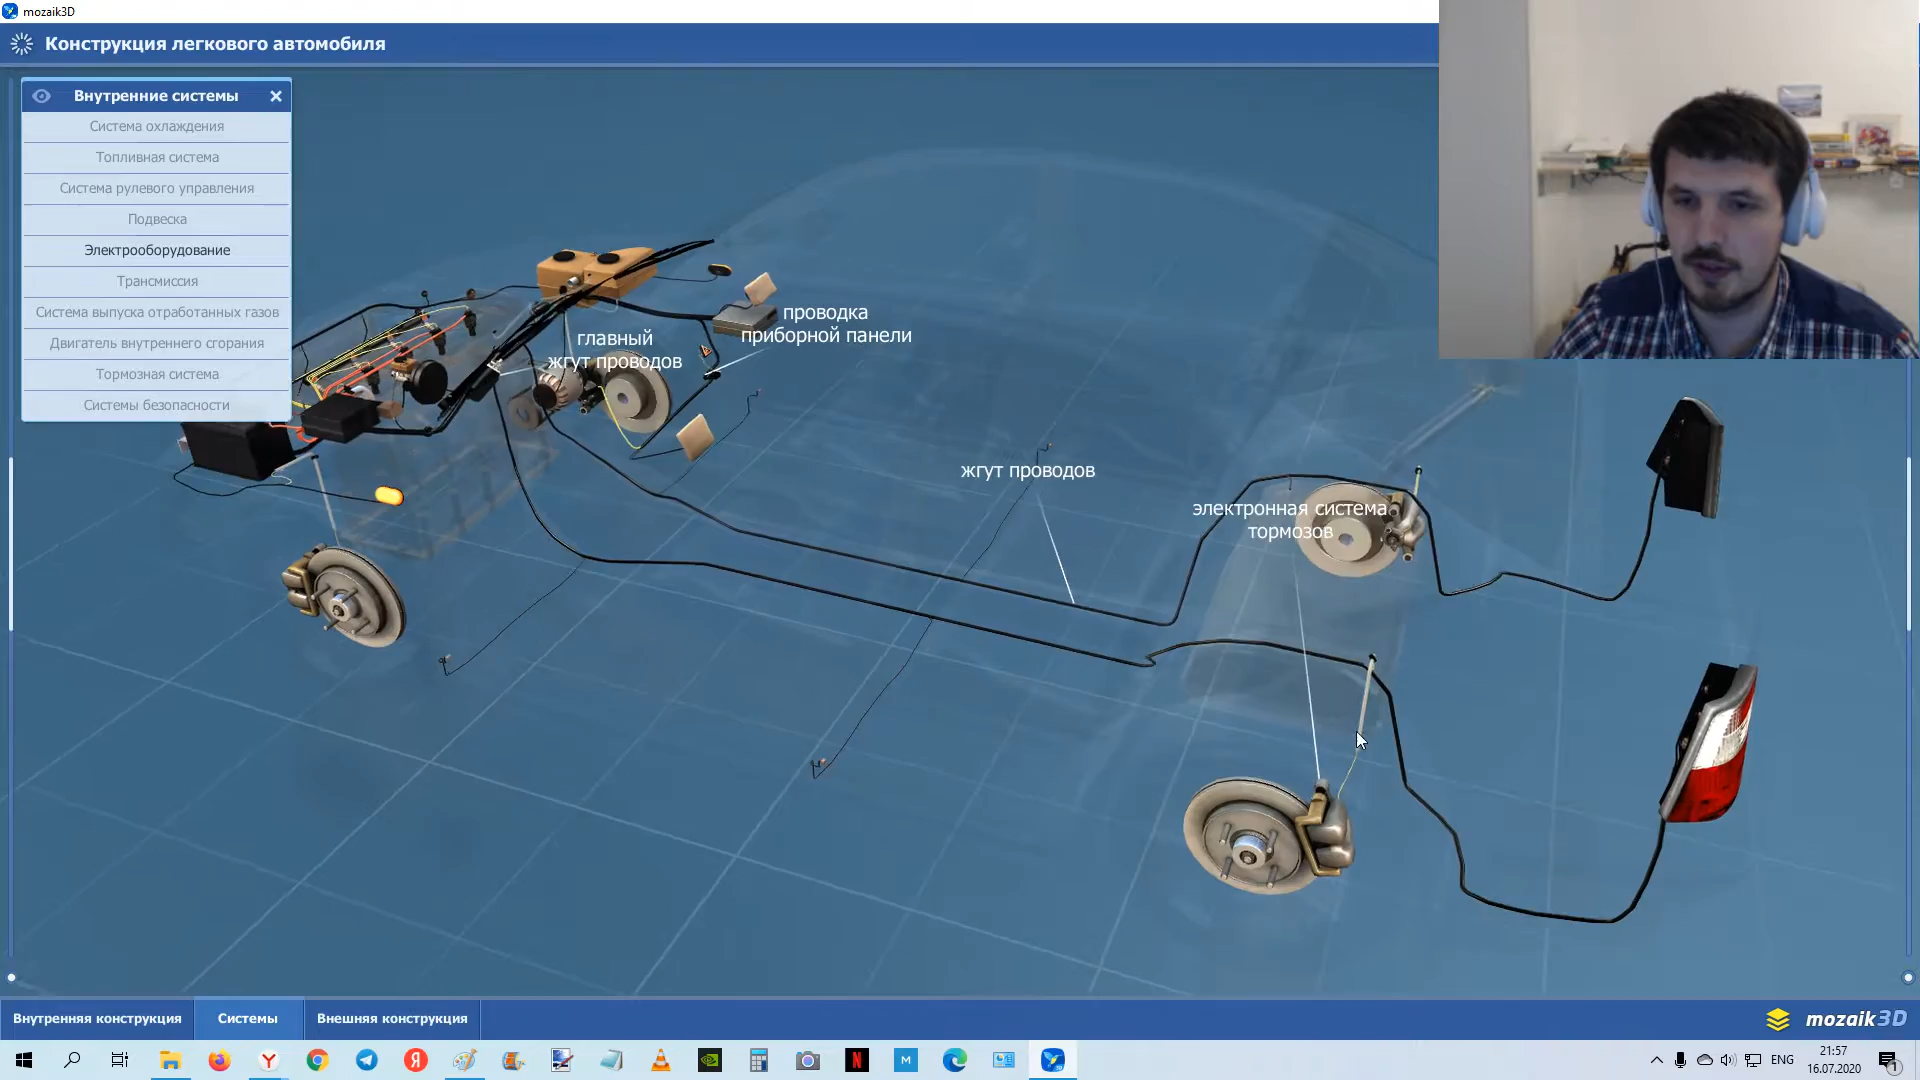 mozaik3D
Конструкция легкового автомобиля
Внутренние системы
Система охлаждения
Топливная система
Система рулевого управления
Подвеска
Электрооборудование
Трансмиссия
Система выпуска отработанных газов
Двигатель внутреннего сгорания
Тормозная система
Системы безопасности
проводка
приборной панели
главный
жгут проводов
жгут проводов
электронная система
тормозов
Внутренняя конструкция
Системы
Внешняя конструкция
mozaik3D
ENG
21:57
16.07.2020
1